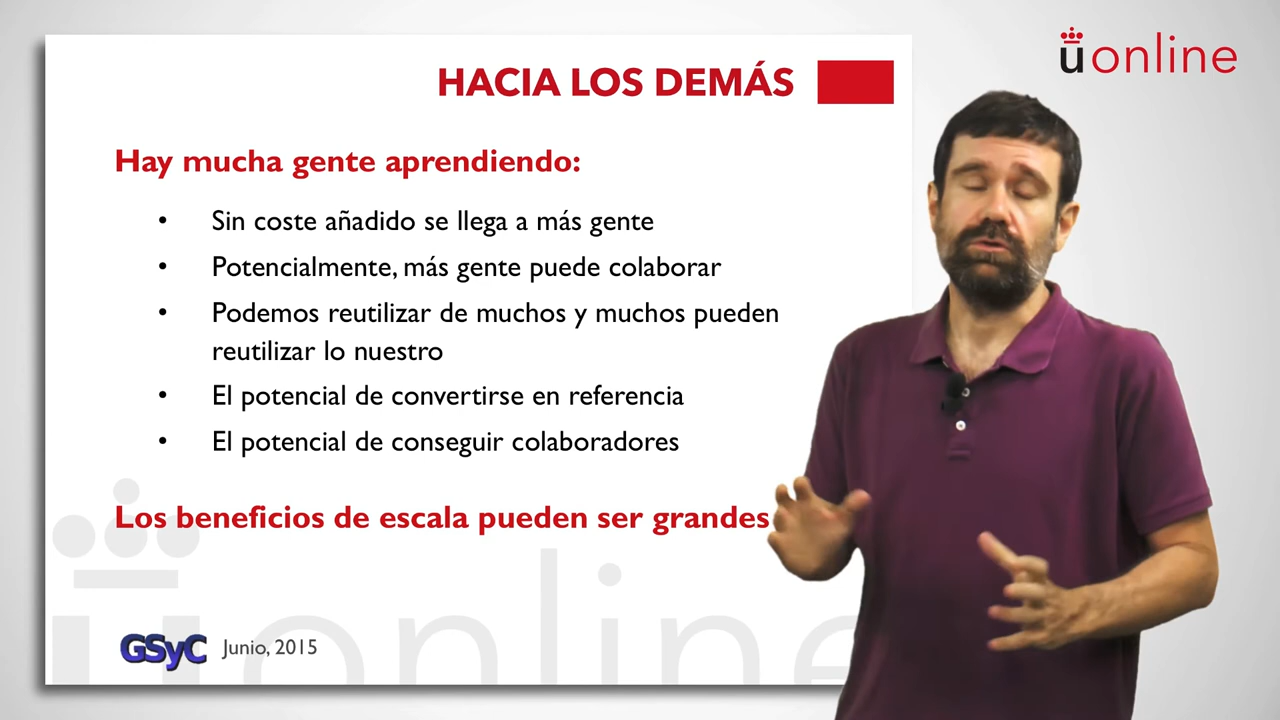 HACIA LOS DEMÁS
uonline
Hay mucha gente aprendiendo:
• Sin coste añadido se llega a más gente
• Potencialmente, más gente puede colaborar
• Podemos reutilizar de muchos y muchos pueden
reutilizar lo nuestro
• El potencial de convertirse en referencia
• El potencial de conseguir colaboradores
Los beneficios de escala pueden ser grandes
uonline
GSyC Junio, 2015